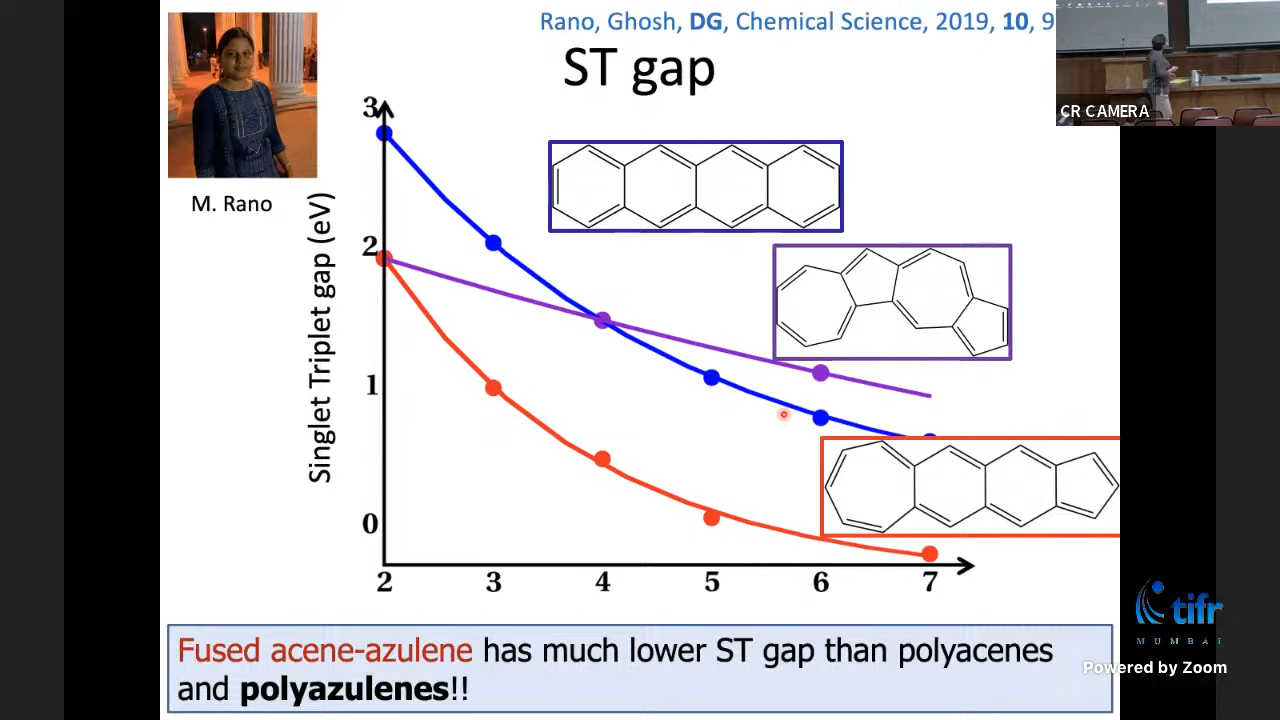 Rano, Ghosh, DG, Chemical Science, 2019, 10, 9
ST gap
CR CAMERA
M. Rano
Singlet Triplet gap (eV)
3
2
1
0
2 3 4 5 6 7
Fused acene-azulene has much lower ST gap than polyacenes
and polyazulenes!!
tifr
MUMBAI
Powered by Zoom